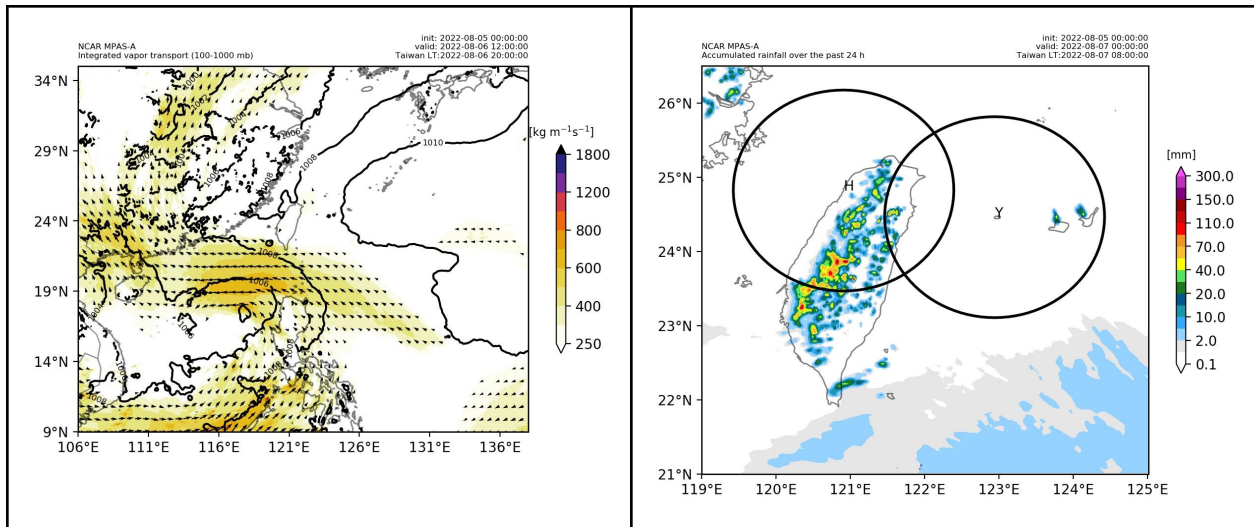 init: 2022-08-05 00:00:00
NCAR MPAS-A valid: 2022-08-06 12:00:00
Integrated vapor transport (100-1000 mb) Taiwan LT:2022-08-06 20:00:00
35°N
29°N
24°N
19°N
14°N
9°N
106°E 111°E 116°E 121°E 126°E 131°E 136°E
1010
1008
1006
1006
1008
[kg m⁻¹s⁻¹]
1800
1200
800
600
400
250
init: 2022-08-05 00:00:00
NCAR MPAS-A valid: 2022-08-07 00:00:00
Accumulated rainfall over the past 24 h Taiwan LT:2022-08-07 08:00:00
26°N
25°N
24°N
23°N
22°N
21°N
119°E 120°E 121°E 122°E 123°E 124°E 125°E
H
Y
[mm]
300.0
150.0
110.0
70.0
40.0
20.0
10.0
2.0
0.1